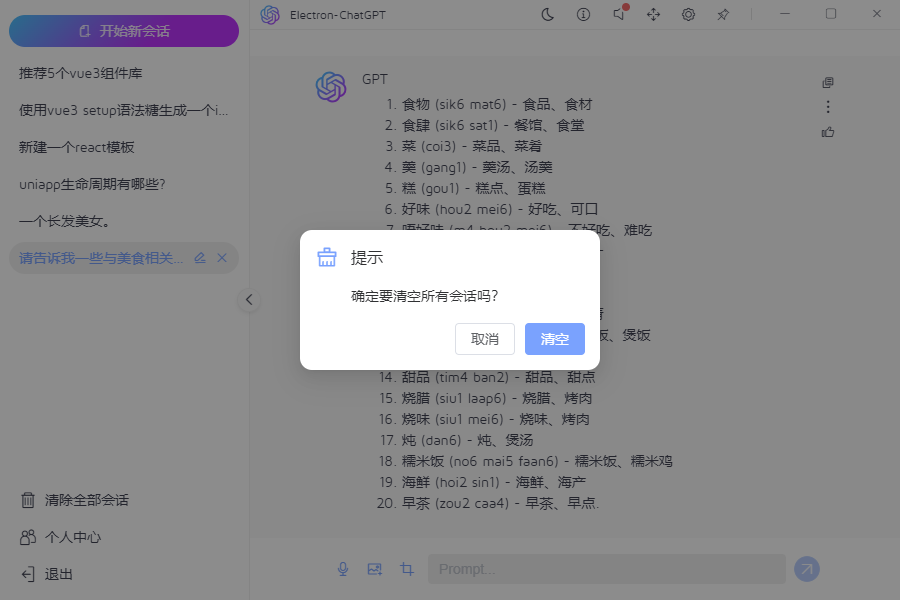 开始新会话
Electron-ChatGPT
推荐5个vue3组件库
使用vue3 setup语法糖生成一个i...
新建一个react模板
uniapp生命周期有哪些?
一个长发美女。
请告诉我一些与美食相关...
清除全部会话
个人中心
退出
GPT
1. 食物 (sik6 mat6) - 食品、食材
2. 食肆 (sik6 sat1) - 餐馆、食堂
3. 菜 (coi3) - 菜品、菜肴
4. 羹 (gang1) - 羹汤、汤羹
5. 糕 (gou1) - 糕点、蛋糕
6. 好味 (hou2 mei6) - 好吃、可口
7. 唔好味 (m4 hou2 mei6) - 不好吃、难吃
提示
确定要清空所有会话吗?
取消
清空
饭、煲饭
14. 甜品 (tim4 ban2) - 甜品、甜点
15. 烧腊 (siu1 laap6) - 烧腊、烤肉
16. 烧味 (siu1 mei6) - 烧味、烤肉
17. 炖 (dan6) - 炖、煲汤
18. 糯米饭 (no6 mai5 faan6) - 糯米饭、糯米鸡
19. 海鲜 (hoi2 sin1) - 海鲜、海产
20. 早茶 (zou2 caa4) - 早茶、早点.
Prompt...